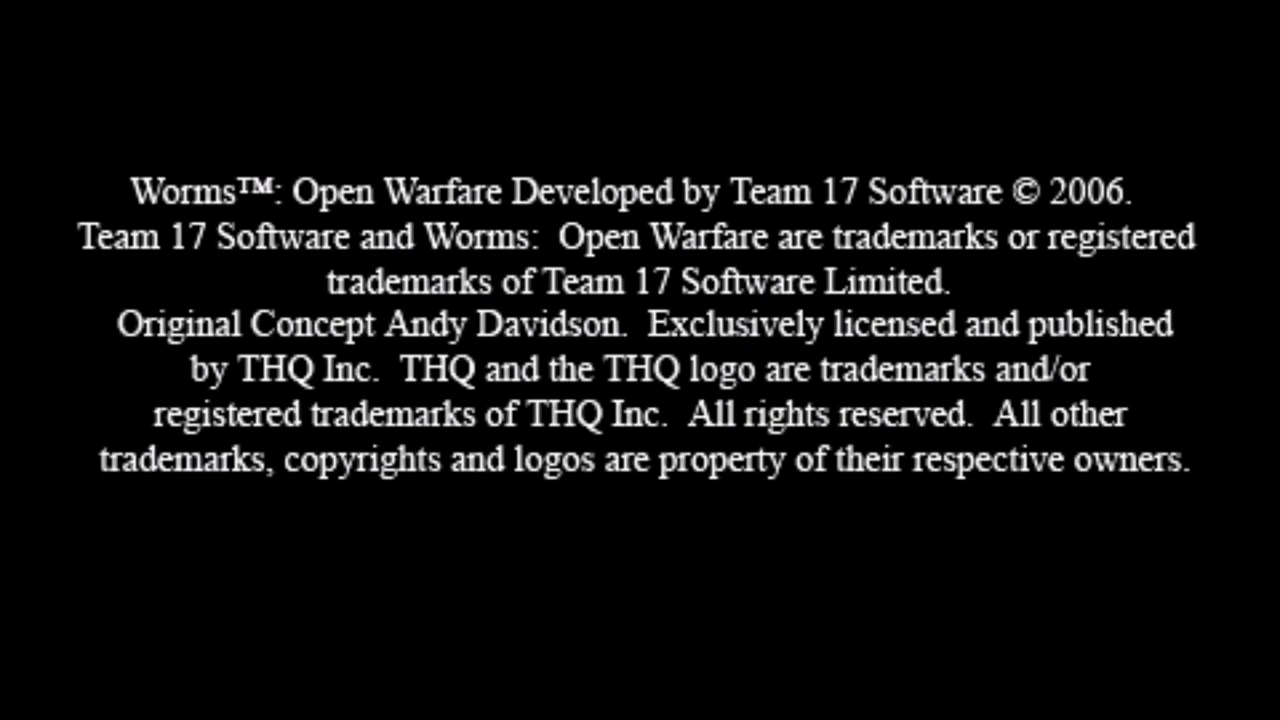 Worms™: Open Warfare Developed by Team 17 Software © 2006.
Team 17 Software and Worms:  Open Warfare are trademarks or registered
trademarks of Team 17 Software Limited.
Original Concept Andy Davidson.  Exclusively licensed and published
by THQ Inc.  THQ and the THQ logo are trademarks and/or
registered trademarks of THQ Inc.  All rights reserved.  All other
trademarks, copyrights and logos are property of their respective owners.